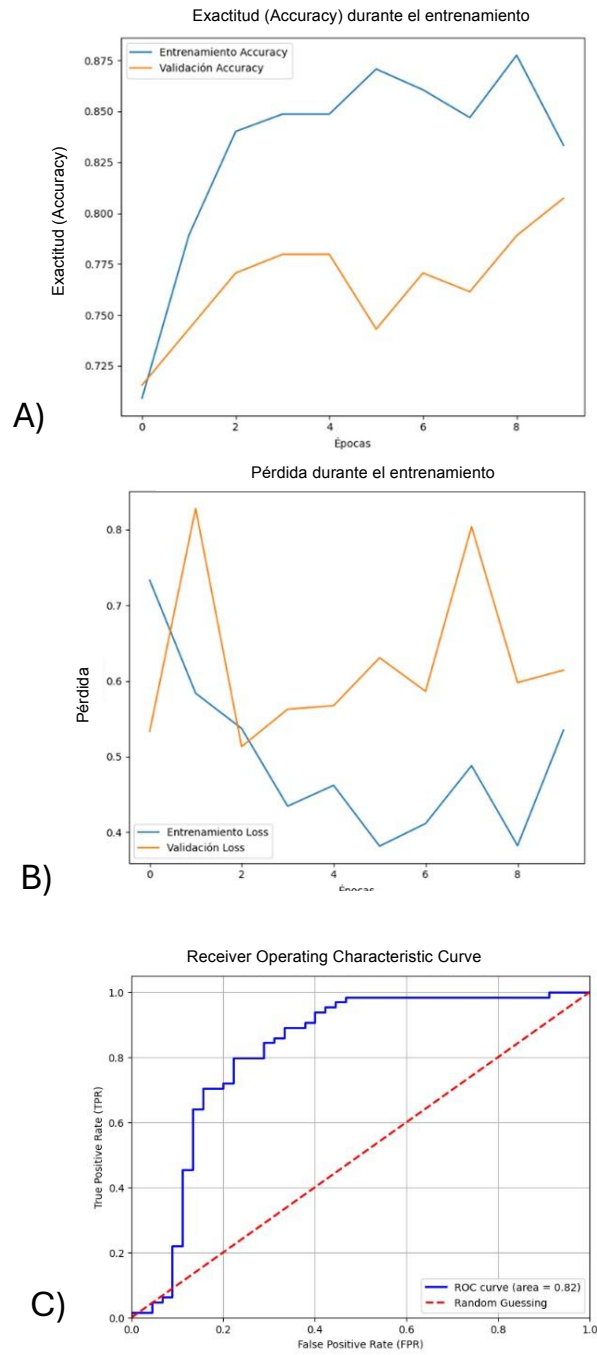 Exactitud (Accuracy) durante el entrenamiento
Entrenamiento Accuracy
Validación Accuracy
Exactitud (Accuracy)
0.875
0.850
0.825
0.800
0.775
0.750
0.725
0
2
4
6
8
Épocas
A)
Pérdida durante el entrenamiento
Pérdida
0.8
0.7
0.6
0.5
0.4
Entrenamiento Loss
Validación Loss
0
2
4
6
8
Épocas
B)
Receiver Operating Characteristic Curve
True Positive Rate (TPR)
1.0
0.8
0.6
0.4
0.2
0.0
ROC curve (area = 0.82)
Random Guessing
0.0
0.2
0.4
0.6
0.8
1.0
False Positive Rate (FPR)
C)